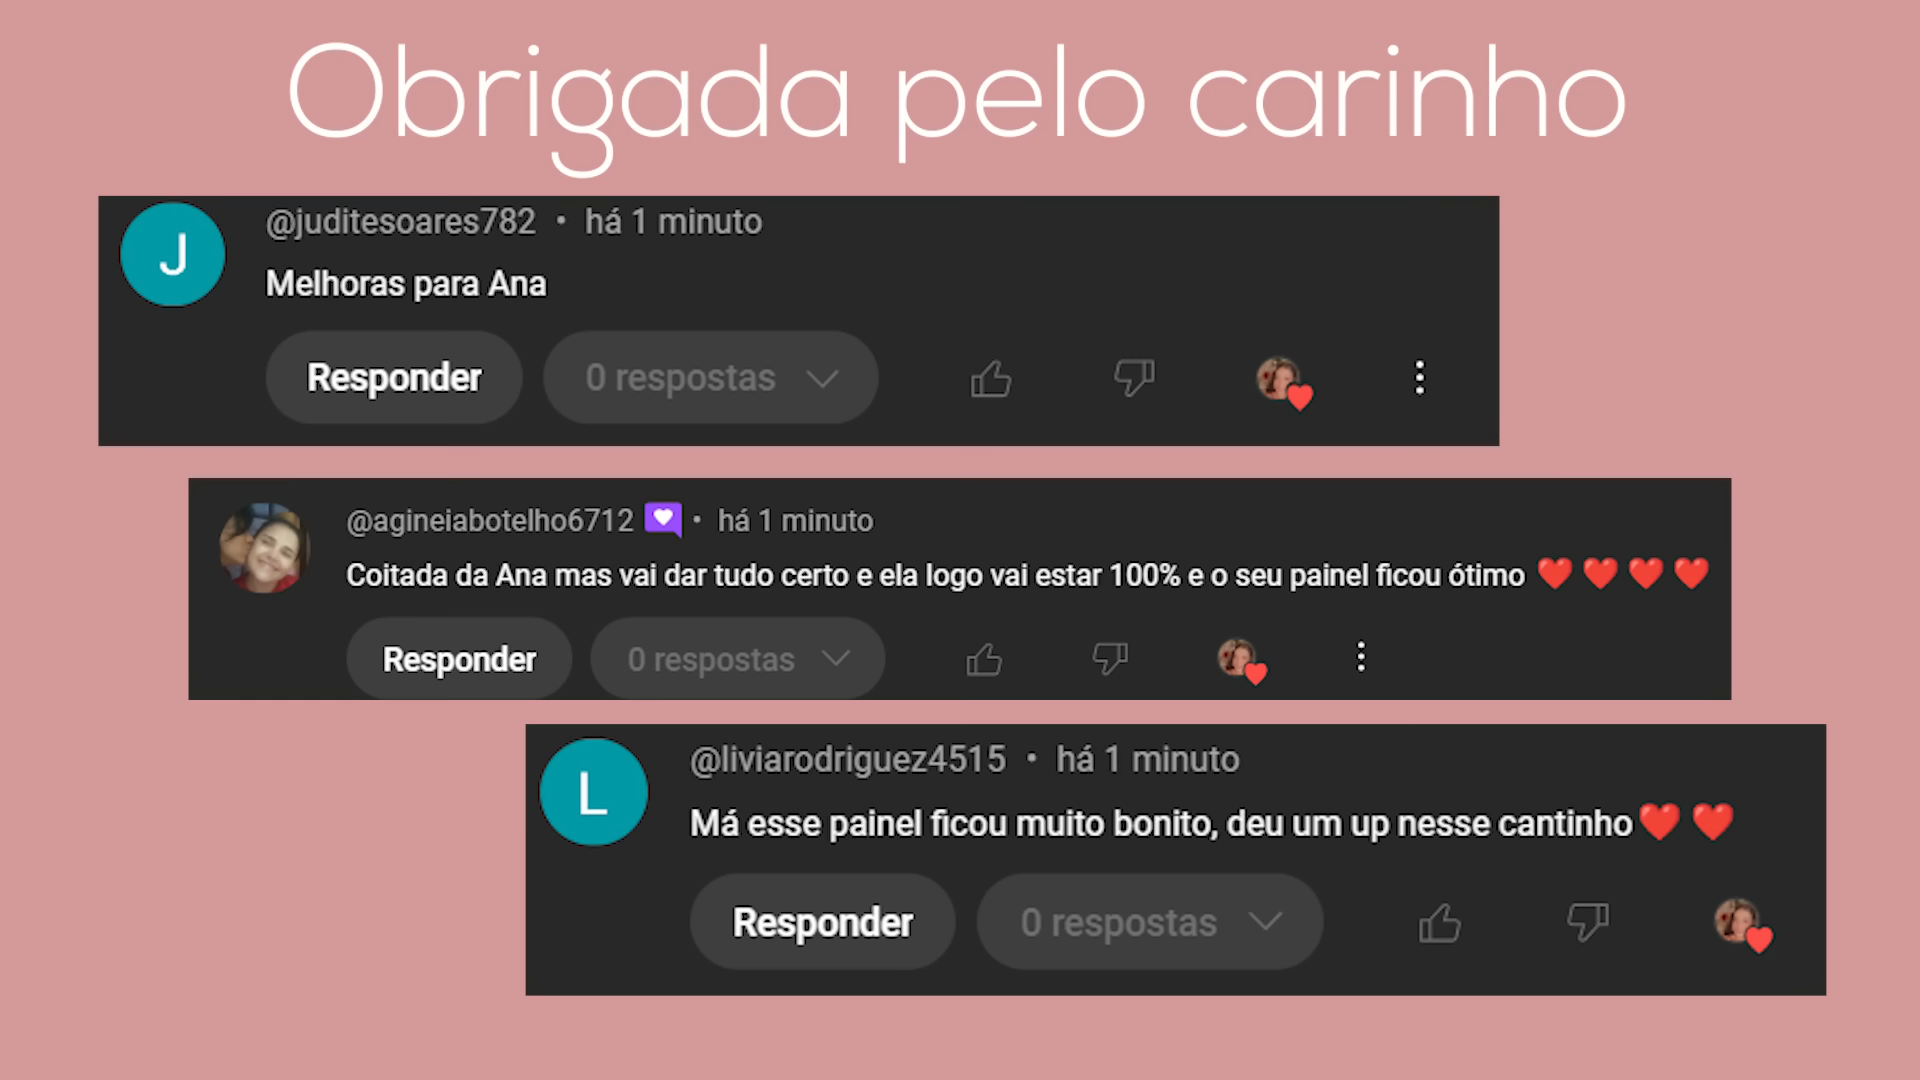 Obrigada pelo carinho
J
@juditesoares782 • há 1 minuto
Melhoras para Ana
Responder 0 respostas
@agineiabotelho6712 • há 1 minuto
Coitada da Ana mas vai dar tudo certo e ela logo vai estar 100% e o seu painel ficou ótimo ❤️ ❤️ ❤️ ❤️
Responder 0 respostas
L
@liviarodriguez4515 • há 1 minuto
Má esse painel ficou muito bonito, deu um up nesse cantinho❤️ ❤️
Responder 0 respostas